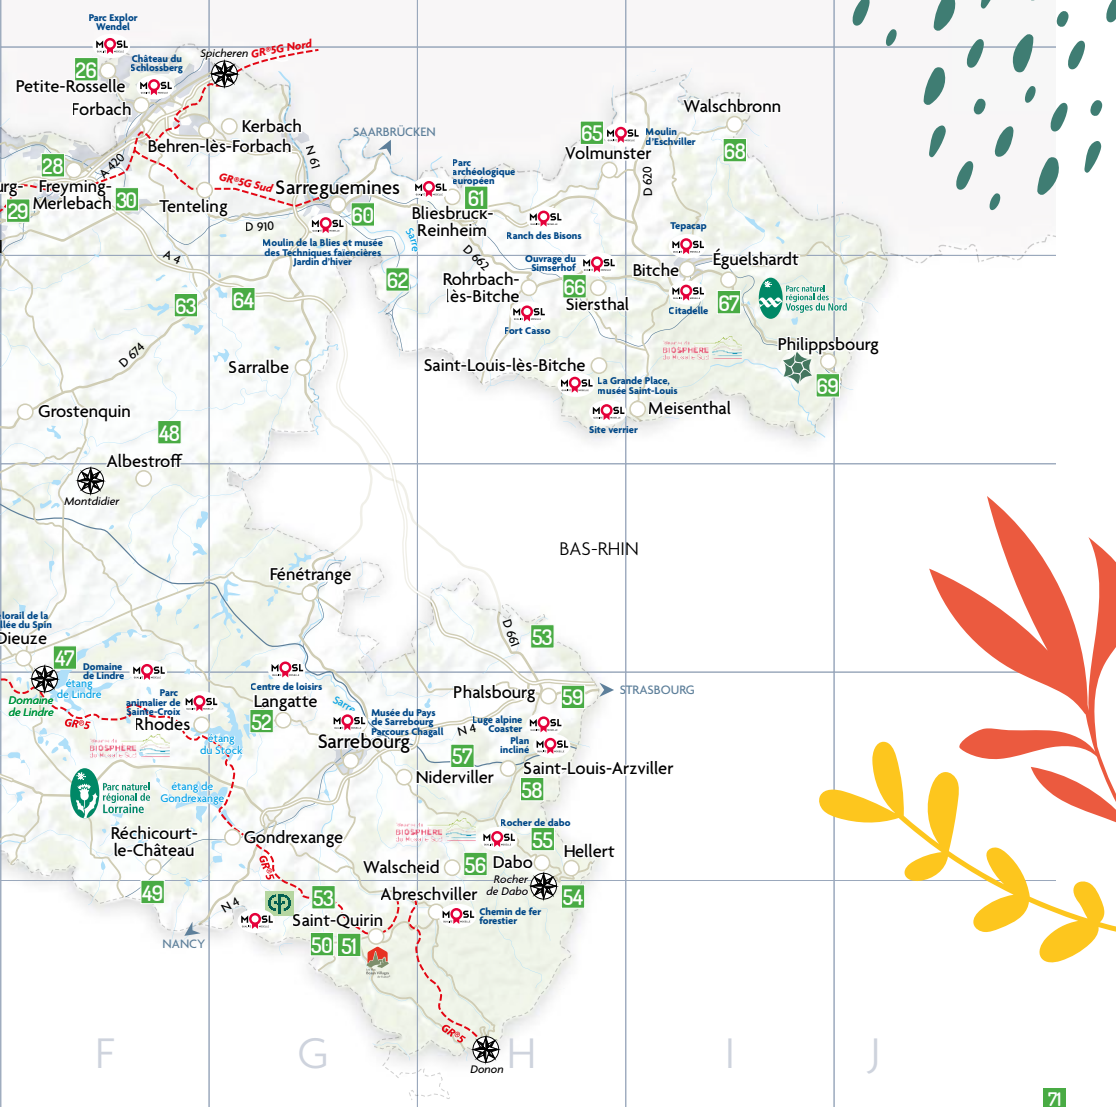 Parc Explor
Wendel
MOSL
Château du
Schlossberg
MOSL
Spicheren
GR®5G Nord
26
Petite-Rosselle
Forbach
Kerbach
Behren-lès-Forbach
A 420
N 61
28
Freyming-
Merlebach
29
30
GR®5G Sud
Tenteling
D 910
A 4
SAARBRÜCKEN
Sarreguemines
60
MOSL
Moulin de la Blies et musée
des Techniques faïencières
Jardin d'hiver
Sarre
Parc
archéologique
européen
MOSL
61
Bliesbruck-
Reinheim
62
D 662
65
MOSL
Moulin
d'Eschviller
Volmunster
D 620
Walschbronn
68
MOSL
Ranch des Bisons
Ouvrage du
Simserhof
MOSL
Tepacap
MOSL
Bitche
Éguelshardt
Rohrbach-
lès-Bitche
66
Siersthal
MOSL
Citadelle
67
Parc naturel
régional des
Vosges du Nord
MOSL
Fort Casso
BIOSPHERE
Philippsbourg
69
Saint-Louis-lès-Bitche
MOSL
La Grande Place,
musée Saint-Louis
MOSL
Site verrier
Meisenthal
63
64
D 674
Sarralbe
Grostenquin
48
Albestroff
Montdidier
BAS-RHIN
Fénétrange
D 661
53
Dieuze
47
Domaine
de Lindre
étang
de Lindre
Domaine
de Lindre
MOSL
GR®5
Parc
animalier de
Sainte-Croix
MOSL
Rhodes
MOSL
Centre de loisirs
Langatte
52
Sarre
MOSL
Musée du Pays
de Sarrebourg
Parcours Chagall
Sarrebourg
N 4
Phalsbourg
59
STRASBOURG
Luge alpine
Coaster
MOSL
Plan
incliné
MOSL
57
Niderviller
Saint-Louis-Arzviller
58
BIOSPHERE
étang
du Stock
Parc naturel
régional de
Lorraine
étang de
Gondrexange
Réchicourt-
le-Château
Gondrexange
GR®5
49
N 4
NANCY
MOSL
53
Saint-Quirin
50
51
BIOSPHERE
Rocher de dabo
MOSL
55
Hellert
Walscheid
56
Dabo
Rocher
de Dabo
54
Abreschviller
MOSL
Chemin de fer
forestier
GR®5
Donon
F
G
H
I
J
71